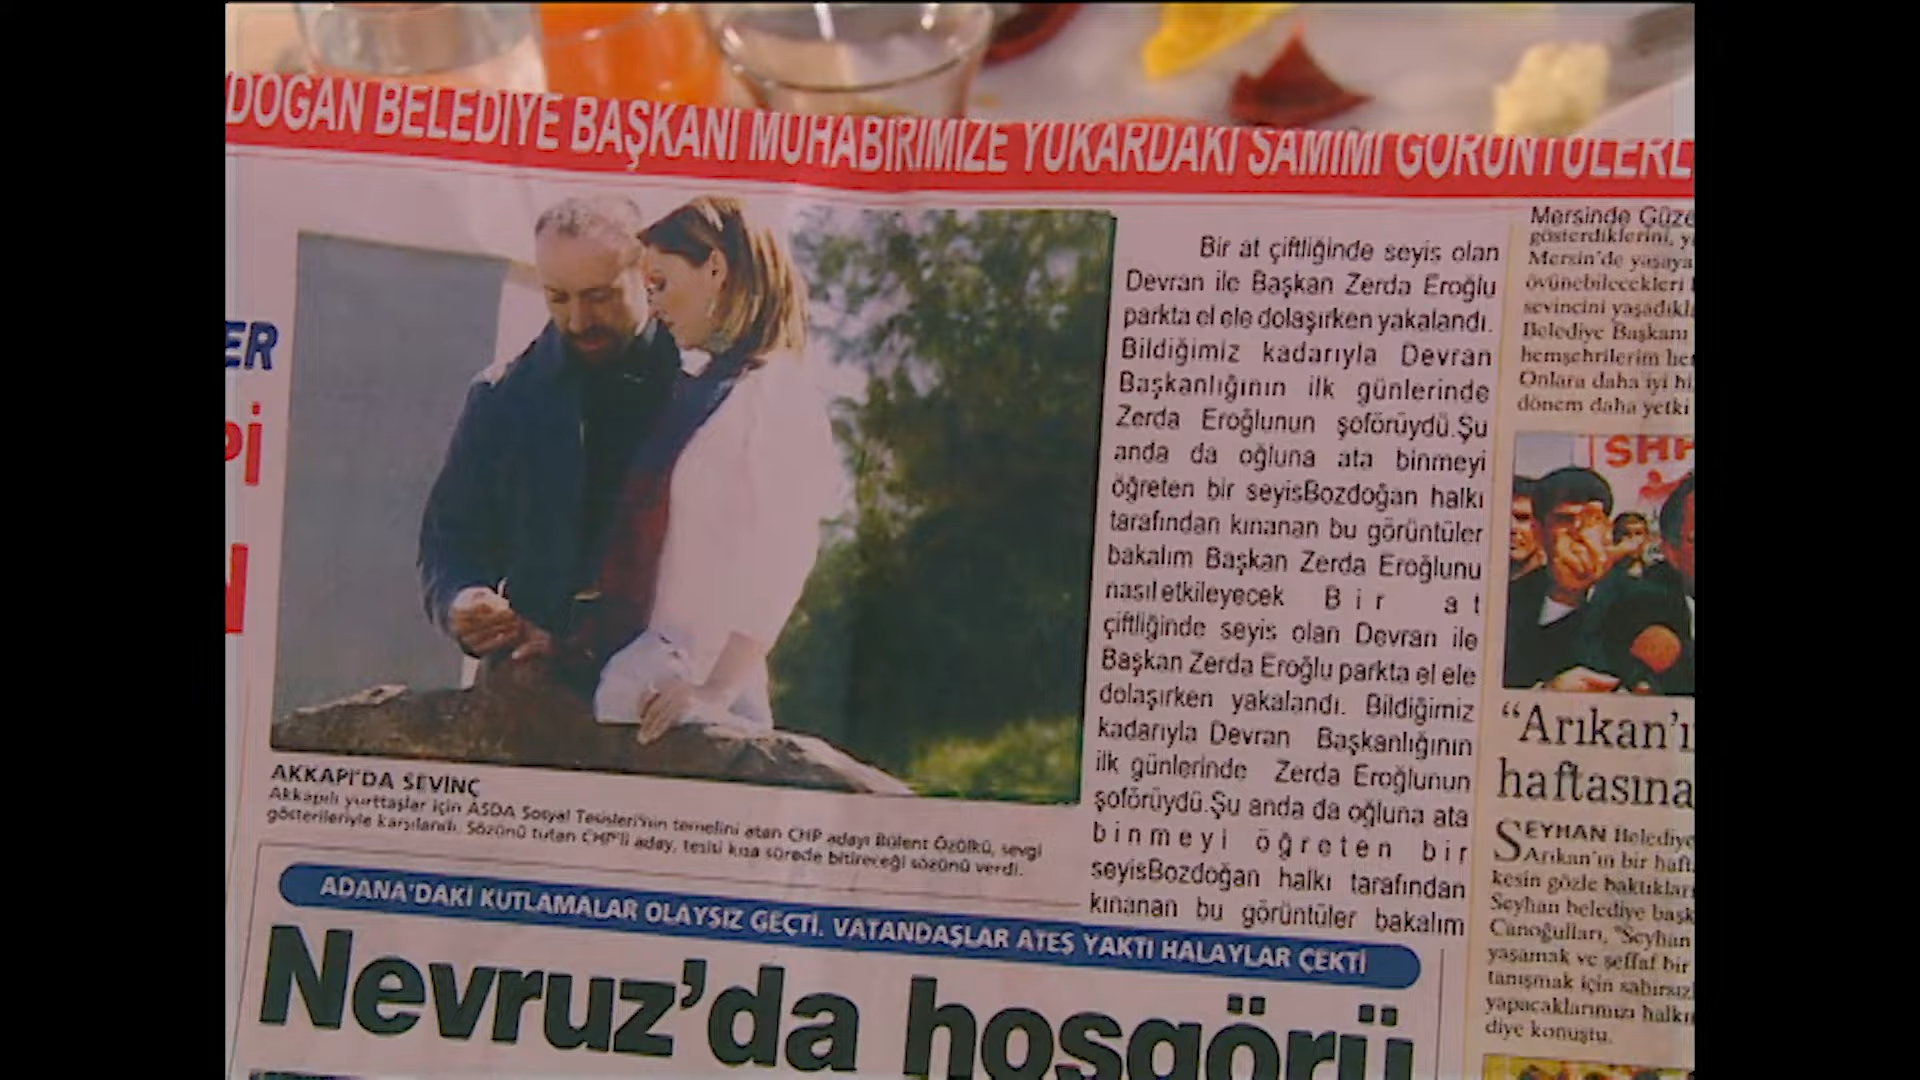 DOĞAN BELEDİYE BAŞKANI MUHABİRİMİZE YUKARDAKİ SAMİMİ GÖRÜNTÜLERLE
ER
Pİ
Bir at çiftliğinde seyis olan
Devran ile Başkan Zerda Eroğlu
parkta el ele dolaşırken yakalandı.
Bildiğimiz kadarıyla Devran
Başkanlığının ilk günlerinde
Zerda Eroğlunun şoförüydü.Şu
anda da oğluna ata binmeyi
öğreten bir seyisBozdoğan halkı
tarafından kınanan bu görüntüler
bakalım Başkan Zerda Eroğlunu
nasıl etkileyecek Bir at
çiftliğinde seyis olan Devran ile
Başkan Zerda Eroğlu parkta el ele
dolaşırken yakalandı. Bildiğimiz
kadarıyla Devran Başkanlığının
ilk günlerinde Zerda Eroğlunun
şoförüydü.Şu anda da oğluna ata
binmeyi öğreten bir
seyisBozdoğan halkı tarafından
kınanan bu görüntüler bakalım
AKKAPI'DA SEVİNÇ
Akkapılı yurttaşlar için ASDA Sosyal Tesisleri'nin temelini atan CHP adayı Bülent Özülkü, sevgi
gösterileriyle karşılandı. Sözünü tutan CHP'li aday, tesisi kısa sürede bitireceği sözünü verdi.
ADANA'DAKİ KUTLAMALAR OLAYSIZ GEÇTİ. VATANDAŞLAR ATEŞ YAKTI HALAYLAR ÇEKTİ
Nevruz'da hoşgörü
Mersinde Güze
gösterdiklerini, y
Mersin'de yaşaya
övünebilecekleri
sevincini yaşadıkl
Belediye Başkanı
hemşehrilerim her
Onlara daha iyi hi
dönem daha yetki
SHP
"Arıkan'ı
haftasına
SEYHAN Belediye
Arıkan'ın bir haft
kesin gözle baktıkları
Seyhan belediye başk
Canoğulları, "Seyhan
yaşamak ve şeffaf bir
tanışmak için sabırsızl
yapacaklarımızı halkı
diye konuştu.